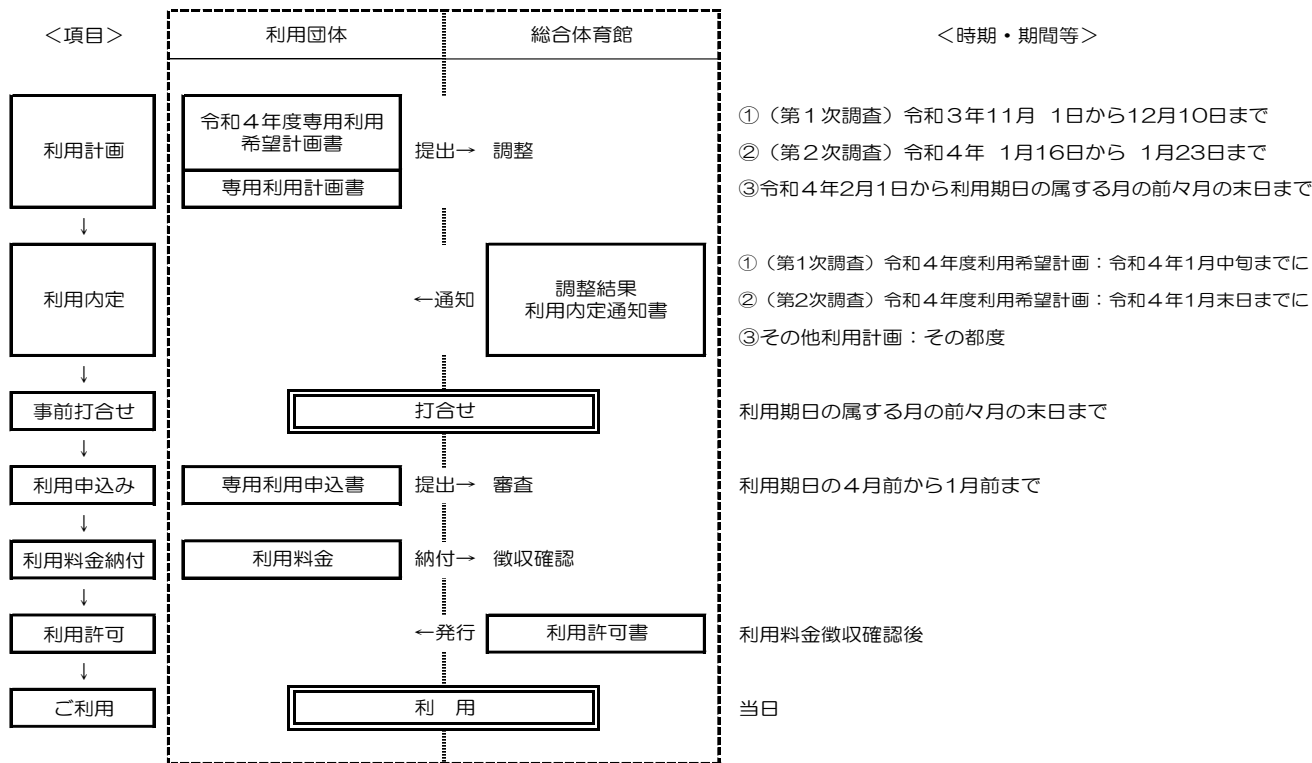 ＜項目＞ 利用団体 総合体育館 ＜時期・期間等＞
利用計画
令和４年度専用利用
希望計画書
専用利用計画書
提出→ 調整
①（第１次調査）令和３年11月 1日から12月10日まで
②（第２次調査）令和４年 1月16日から 1月23日まで
③令和４年2月1日から利用期日の属する月の前々月の末日まで
↓
利用内定
←通知
調整結果
利用内定通知書
①（第1次調査）令和４年度利用希望計画：令和４年1月中旬までに
②（第2次調査）令和４年度利用希望計画：令和４年1月末日までに
③その他利用計画：その都度
↓
事前打合せ 打合せ 利用期日の属する月の前々月の末日まで
↓
利用申込み 専用利用申込書 提出→ 審査 利用期日の４月前から1月前まで
↓
利用料金納付 利用料金 納付→ 徴収確認
↓
利用許可 ←発行 利用許可書 利用料金徴収確認後
↓
ご利用 利　用 当日